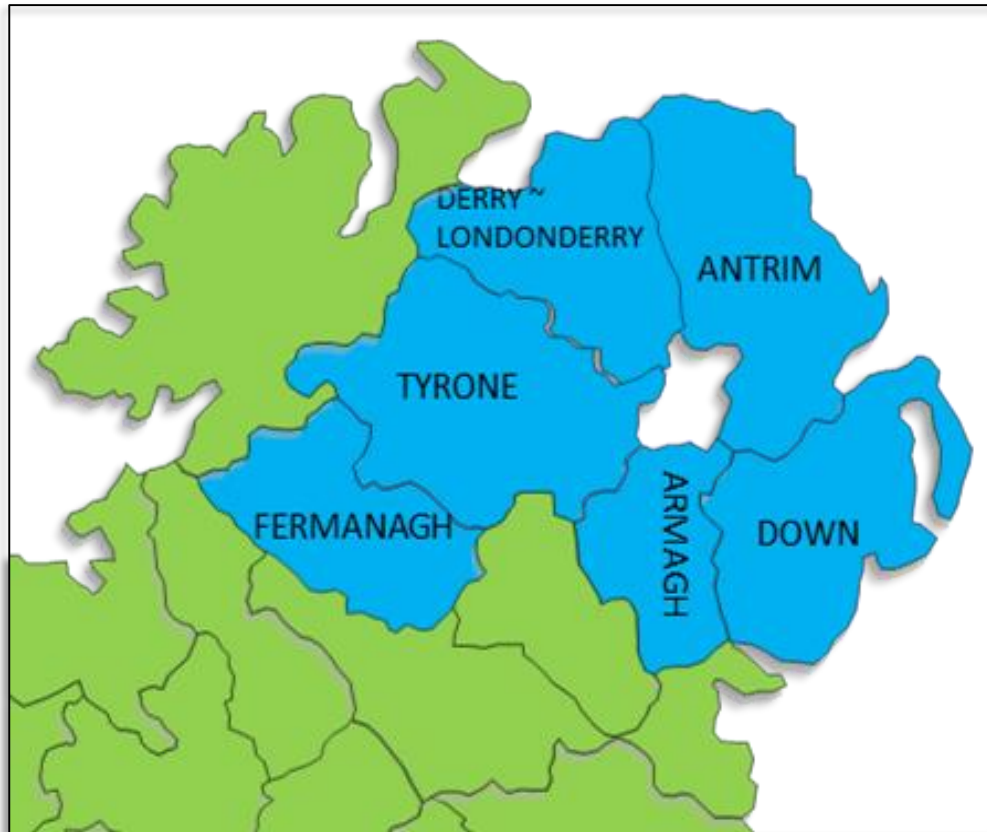 DERRY ~
LONDONDERRY
ANTRIM
TYRONE
FERMANAGH
ARMAGH
DOWN